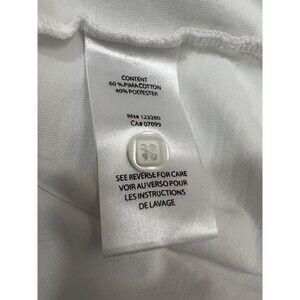 CONTENT
60% PIMA COTTON
40% POLYESTER
RN# 123280
CA# 07099
SEE REVERSE FOR CARE
VOIR AU VERSO POUR
LES INSTRUCTIONS
DE LAVAGE